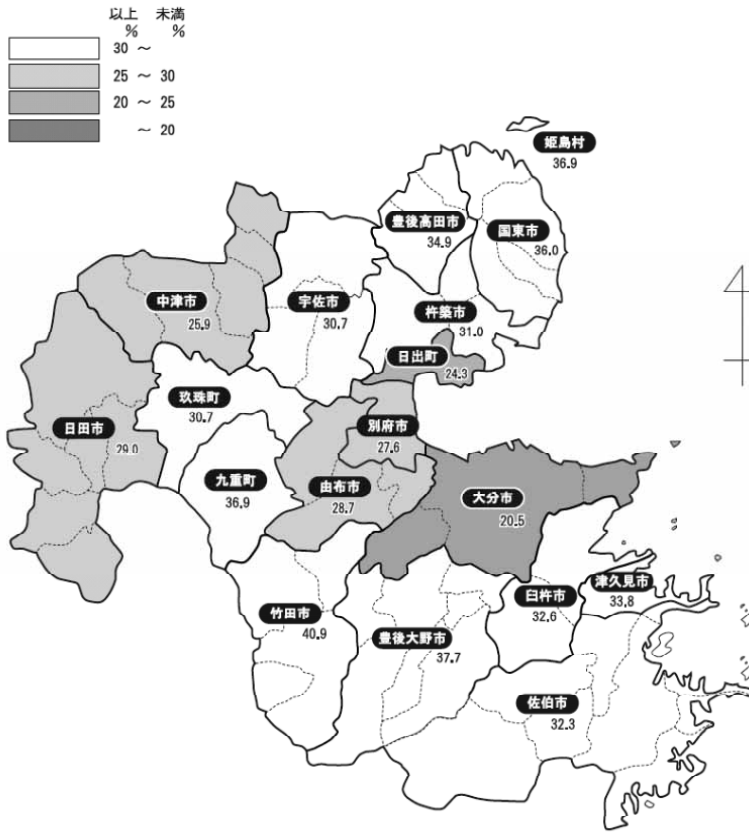 以上 未満
% %
30 ～
25 ～ 30
20 ～ 25
～ 20
姫島村
36.9
豊後高田市
34.9
国東市
36.0
中津市
25.9
宇佐市
30.7
杵築市
31.0
日出町
24.3
玖珠町
30.7
日田市
29.0
別府市
27.6
九重町
36.9
由布市
28.7
大分市
20.5
竹田市
40.9
豊後大野市
37.7
臼杵市
32.6
津久見市
33.8
佐伯市
32.3